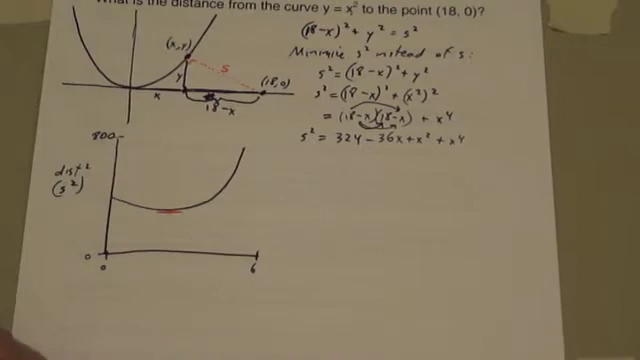 What is the distance from the curve y = x² to the point (18, 0)?
(18-x)² + y² = s²
Minimize s² instead of s:
s² = (18-x)² + y²
s² = (18-x)² + (x²)²
= (18-x)(18-x) + x⁴
s² = 324 - 36x + x² + x⁴
(x,y)
s
y
(18,0)
x
18-x
800
dist²
(s²)
0
0
6